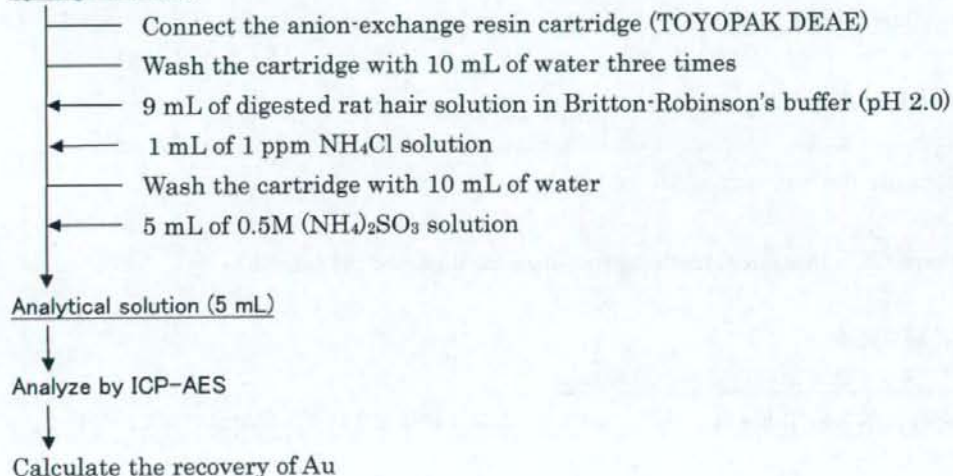 Connect the anion-exchange resin cartridge (TOYOPAK DEAE)
Wash the cartridge with 10 mL of water three times
9 mL of digested rat hair solution in Britton-Robinson's buffer (pH 2.0)
1 mL of 1 ppm NH₄Cl solution
Wash the cartridge with 10 mL of water
5 mL of 0.5M (NH₄)₂SO₃ solution
Analytical solution (5 mL)
Analyze by ICP-AES
Calculate the recovery of Au